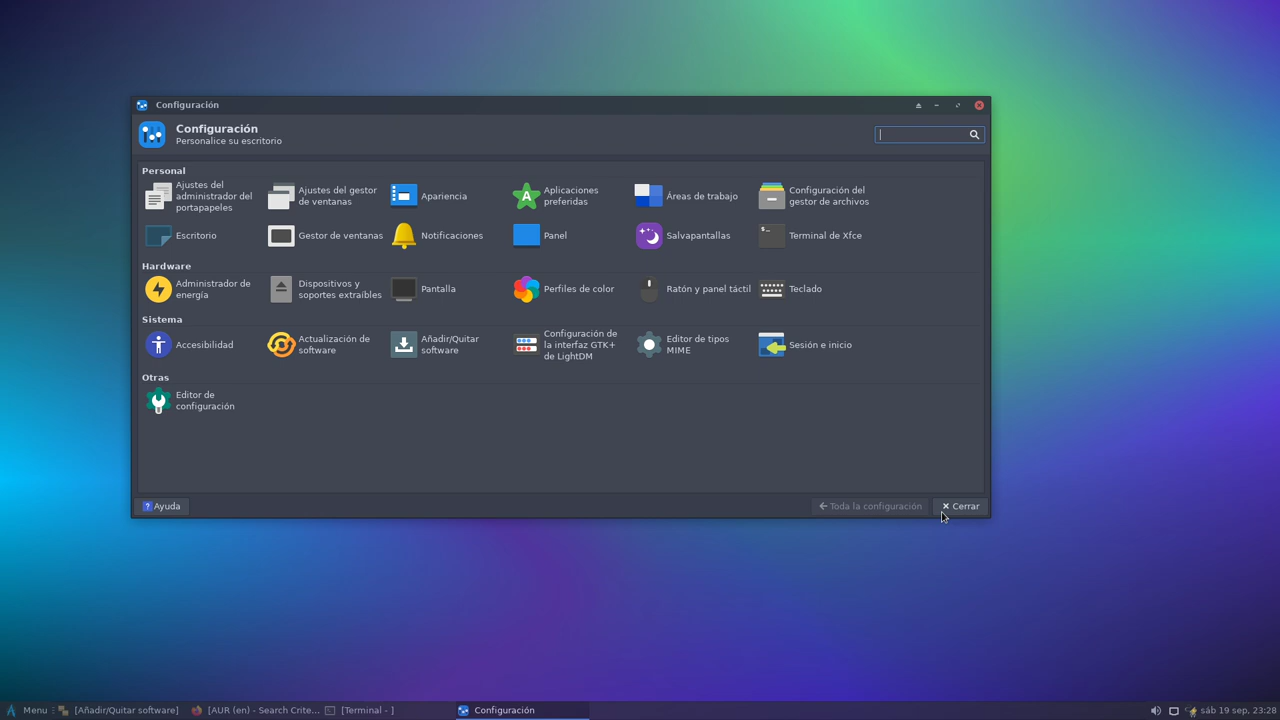 Configuración
Configuración
Personalice su escritorio
Personal
Ajustes del
administrador del
portapapeles
Ajustes del gestor
de ventanas
Apariencia
Aplicaciones
preferidas
Áreas de trabajo
Configuración del
gestor de archivos
Escritorio
Gestor de ventanas
Notificaciones
Panel
Salvapantallas
Terminal de Xfce
Hardware
Administrador de
energía
Dispositivos y
soportes extraíbles
Pantalla
Perfiles de color
Ratón y panel táctil
Teclado
Sistema
Accesibilidad
Actualización de
software
Añadir/Quitar
software
Configuración de
la interfaz GTK+
de LightDM
Editor de tipos
MIME
Sesión e inicio
Otras
Editor de
configuración
Ayuda
Toda la configuración
Cerrar
Menu
[Añadir/Quitar software]
[AUR (en) - Search Crite...
[Terminal - ]
Configuración
sáb 19 sep, 23:28